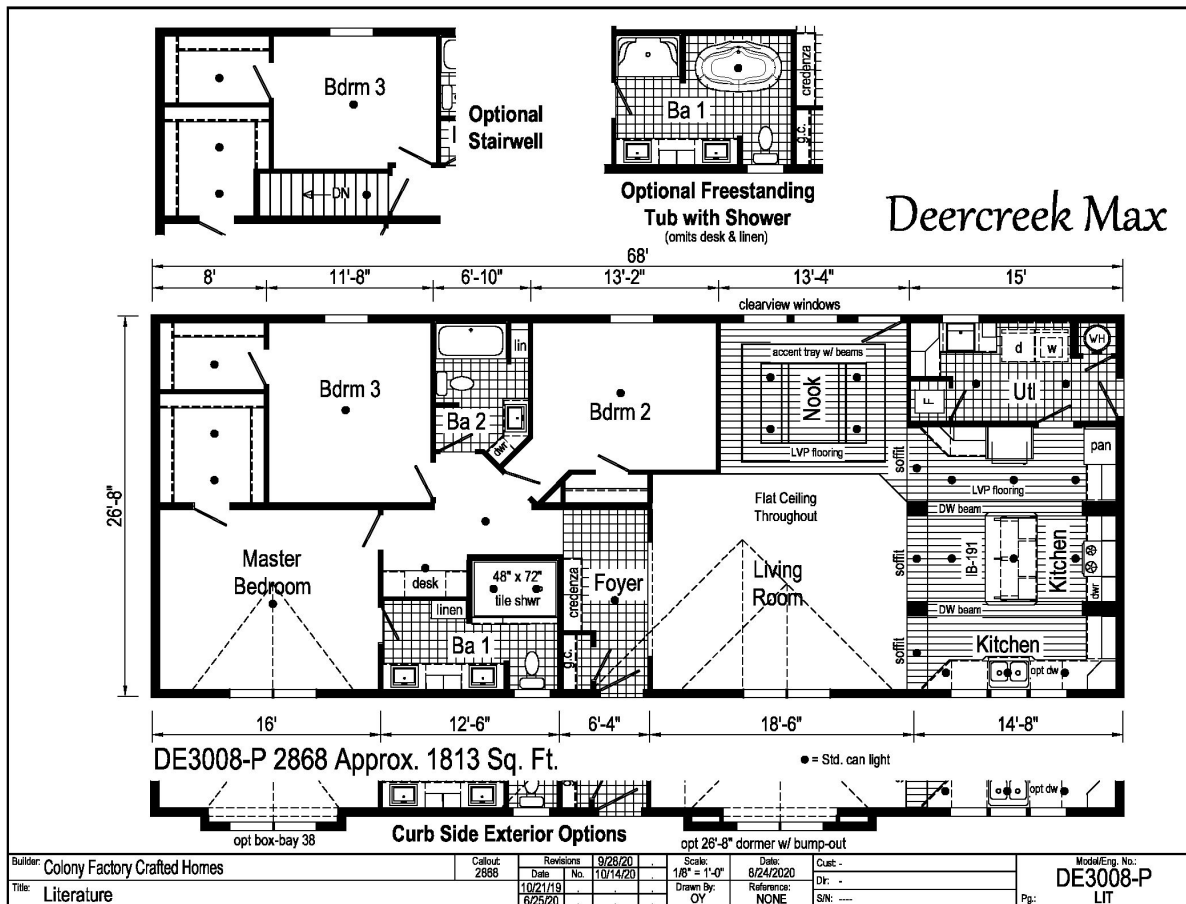 Bdrm 3
Optional
Stairwell
DN
Ba 1
credenza
g.c.
Optional Freestanding
Tub with Shower
(omits desk & linen)
Deercreek Max
68'
8'
11'-8"
6'-10"
13'-2"
13'-4"
15'
clearview windows
26'-8"
Bdrm 3
lin
Ba 2
dwr
Bdrm 2
accent tray w/ beams
Nook
LVP flooring
d
w
WH
F
Utl
pan
soffit
LVP flooring
DW beam
Flat Ceiling
Throughout
Master
Bedroom
desk
48" x 72"
tile shwr
linen
Ba 1
credenza
Foyer
g.c.
Living
Room
soffit
IB-191
Kitchen
dwr
DW beam
soffit
Kitchen
opt dw
16'
12'-6"
6'-4"
18'-6"
14'-8"
DE3008-P 2868 Approx. 1813 Sq. Ft.
= Std. can light
opt dw
opt box-bay 38
Curb Side Exterior Options
opt 26'-8" dormer w/ bump-out
Builder: Colony Factory Crafted Homes
Title: Literature
Callout:
2868
Revisions 9/28/20
Date No. 10/14/20
10/21/19
6/25/20
Scale:
1/8" = 1'-0"
Drawn By:
OY
Date:
6/24/2020
Reference:
NONE
Cust: -
Dlr: -
S/N: ----
Model/Eng. No.:
DE3008-P
Pg.: LIT